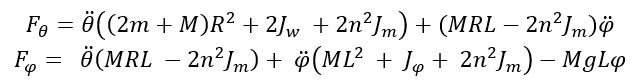 F_θ = θ̈((2m + M)R² + 2J_w + 2n²J_m) + (MRL − 2n²J_m)φ̈
F_φ = θ̈(MRL − 2n²J_m) + φ̈(ML² + J_φ + 2n²J_m) − MgLφ